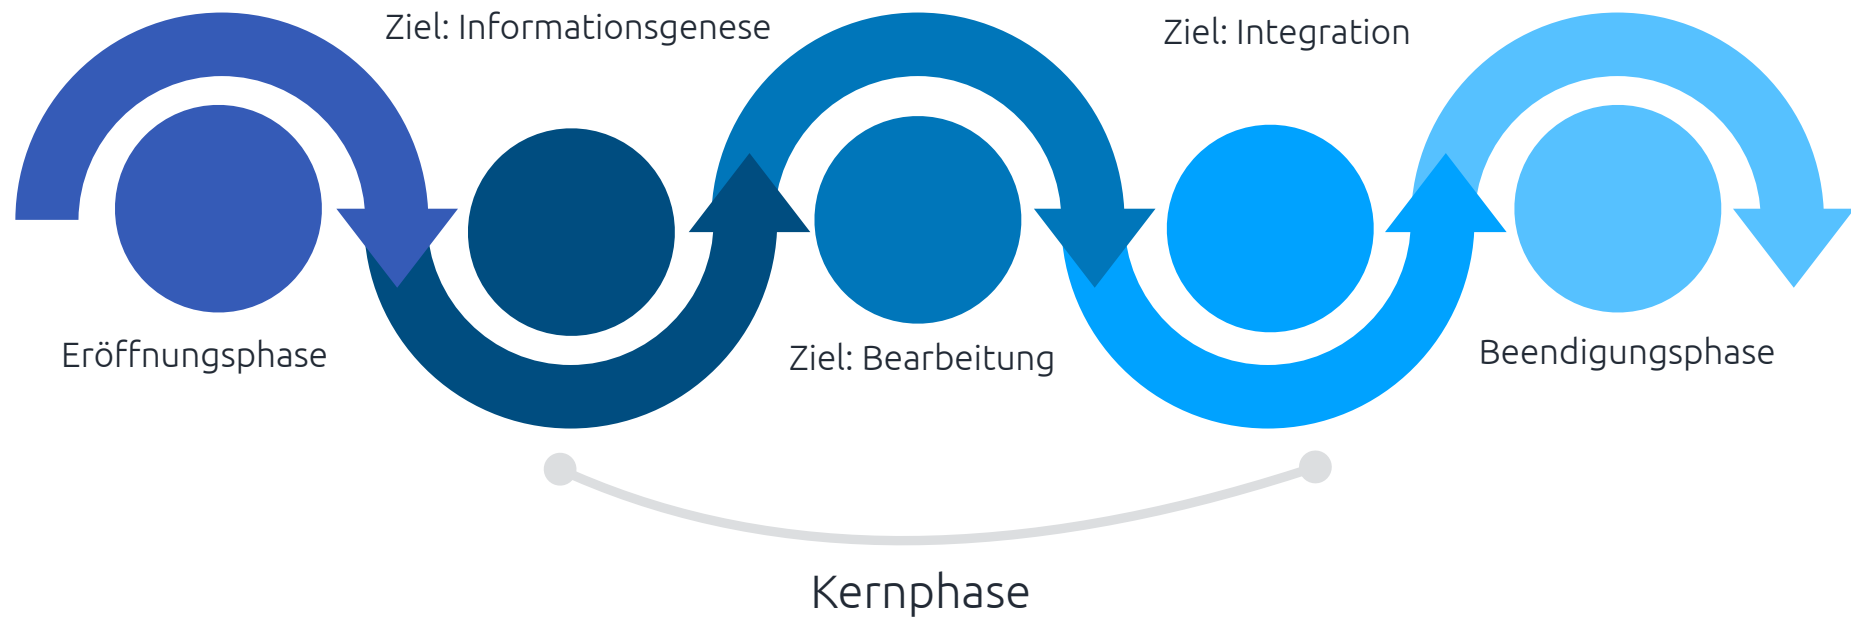 Ziel: Informationsgenese
Ziel: Integration
Eröffnungsphase
Ziel: Bearbeitung
Beendigungsphase
Kernphase